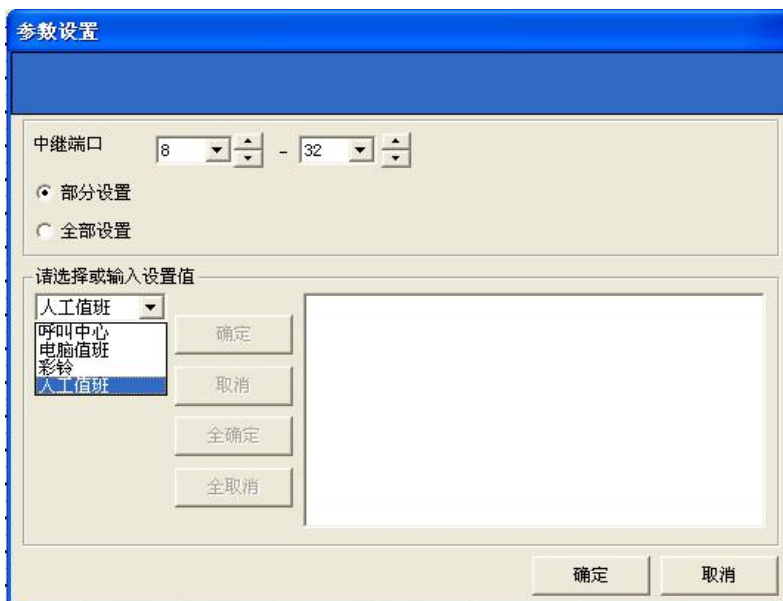 参数设置
中继端口 8 - 32
部分设置
全部设置
请选择或输入设置值
人工值班
呼叫中心
电脑值班
彩铃
人工值班
确定
取消
全确定
全取消
确定 取消